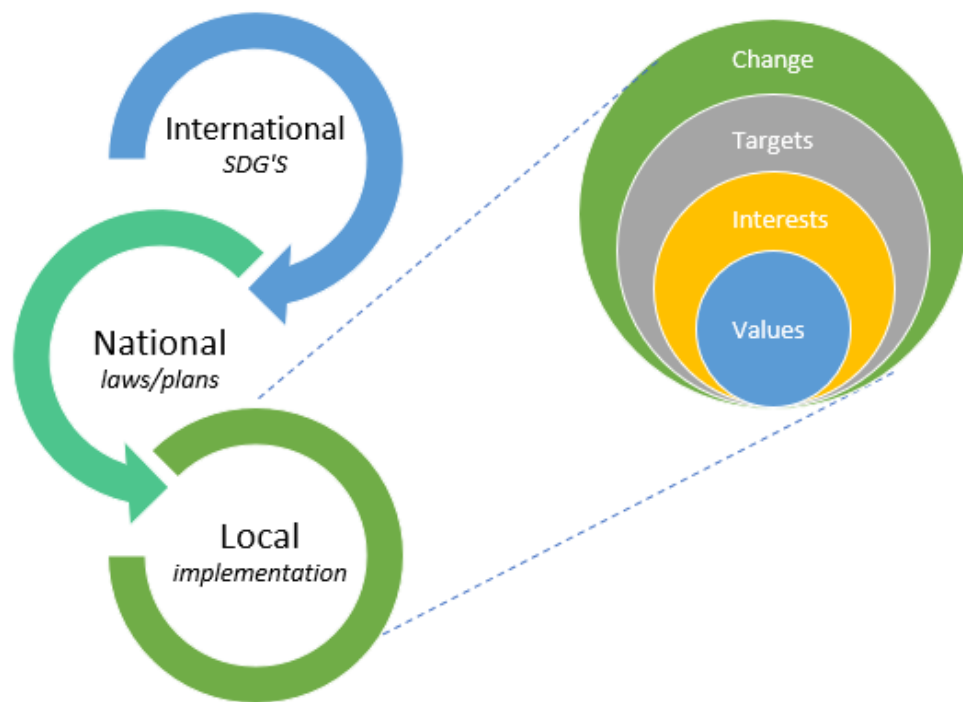 International
SDG'S
National
laws/plans
Local
implementation
Change
Targets
Interests
Values